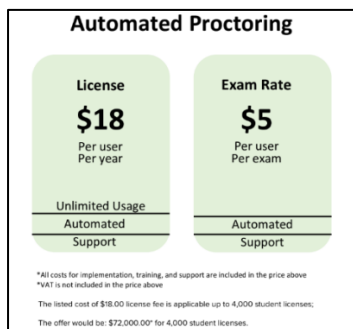 Automated Proctoring
License
$18
Per user
Per year
Unlimited Usage
Automated
Support
Exam Rate
$5
Per user
Per exam
Automated
Support
*All costs for implementation, training, and support are included in the price above
*VAT is not included in the price above
The listed cost of $18.00 license fee is applicable up to 4,000 student licenses;
The offer would be: $72,000.00* for 4,000 student licenses.